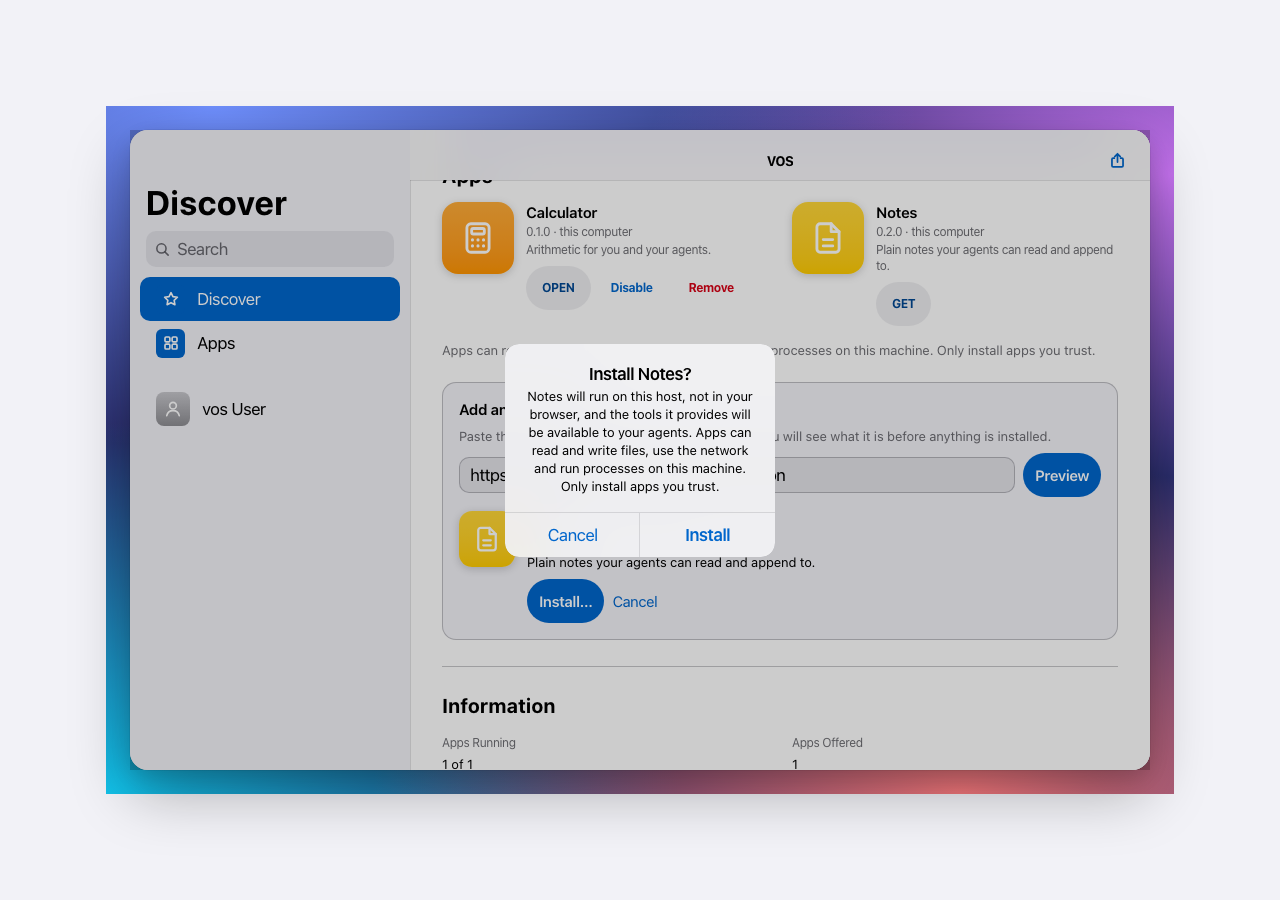 VOS
Discover
Search
Discover
Apps
vos User
Apps
Calculator
0.1.0 · this computer
Arithmetic for you and your agents.
OPEN
Disable
Remove
Notes
0.2.0 · this computer
Plain notes your agents can read and append
to.
GET
Apps can
processes on this machine. Only install apps you trust.
Add
Paste
will see what it is before anything is installed.
https
Preview
Plain notes your agents can read and append to.
Install...
Cancel
Install Notes?
Notes will run on this host, not in your
browser, and the tools it provides will
be available to your agents. Apps can
read and write files, use the network
and run processes on this machine.
Only install apps you trust.
Cancel
Install
Information
Apps Running
1 of 1
Apps Offered
1